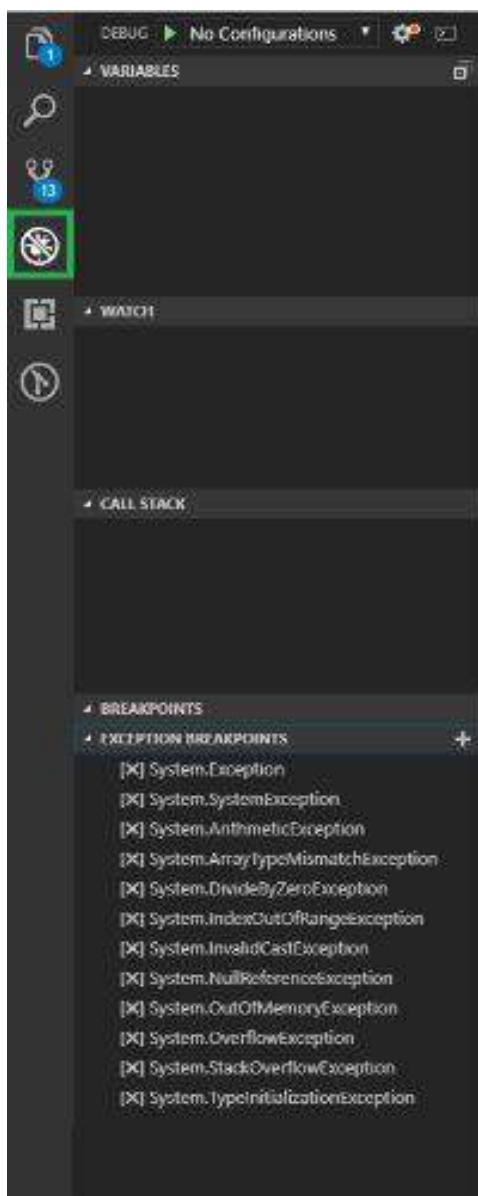 DEBUG No Configurations
1
VARIABLES
13
WATCH
CALL STACK
BREAKPOINTS
EXCEPTION BREAKPOINTS +
[X] System.Exception
[X] System.SystemException
[X] System.ArithmeticException
[X] System.ArrayTypeMismatchException
[X] System.DivideByZeroException
[X] System.IndexOutOfRangeException
[X] System.InvalidCastException
[X] System.NullReferenceException
[X] System.OutOfMemoryException
[X] System.OverflowException
[X] System.StackOverflowException
[X] System.TypeInitializationException